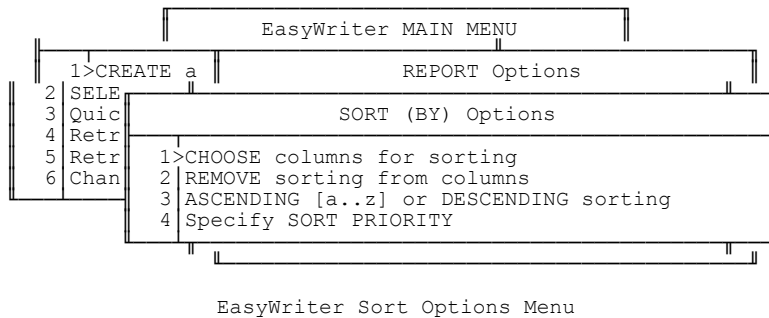 EasyWriter MAIN MENU
1>CREATE a
REPORT Options
2 SELE
3 Quic
SORT (BY) Options
4 Retr
5 Retr
1>CHOOSE columns for sorting
6 Chan
2 REMOVE sorting from columns
3 ASCENDING [a..z] or DESCENDING sorting
4 Specify SORT PRIORITY
EasyWriter Sort Options Menu